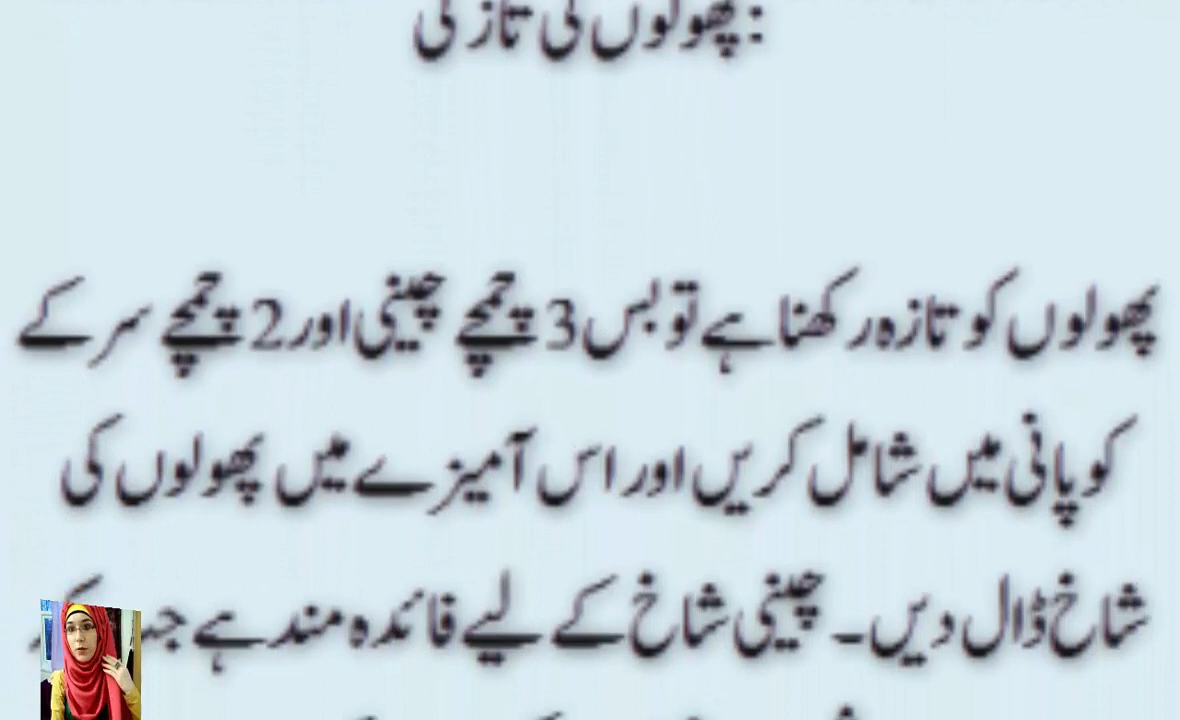 پھولوں کی تازگی:
پھولوں کو تازہ رکھنا ہے تو بس 3 چمچے چینی اور 2 چمچے سرکے
کو پانی میں شامل کریں اور اس آمیزے میں پھولوں کی
شاخ ڈال دیں۔ چینی شاخ کے لیے فائدہ مند ہے